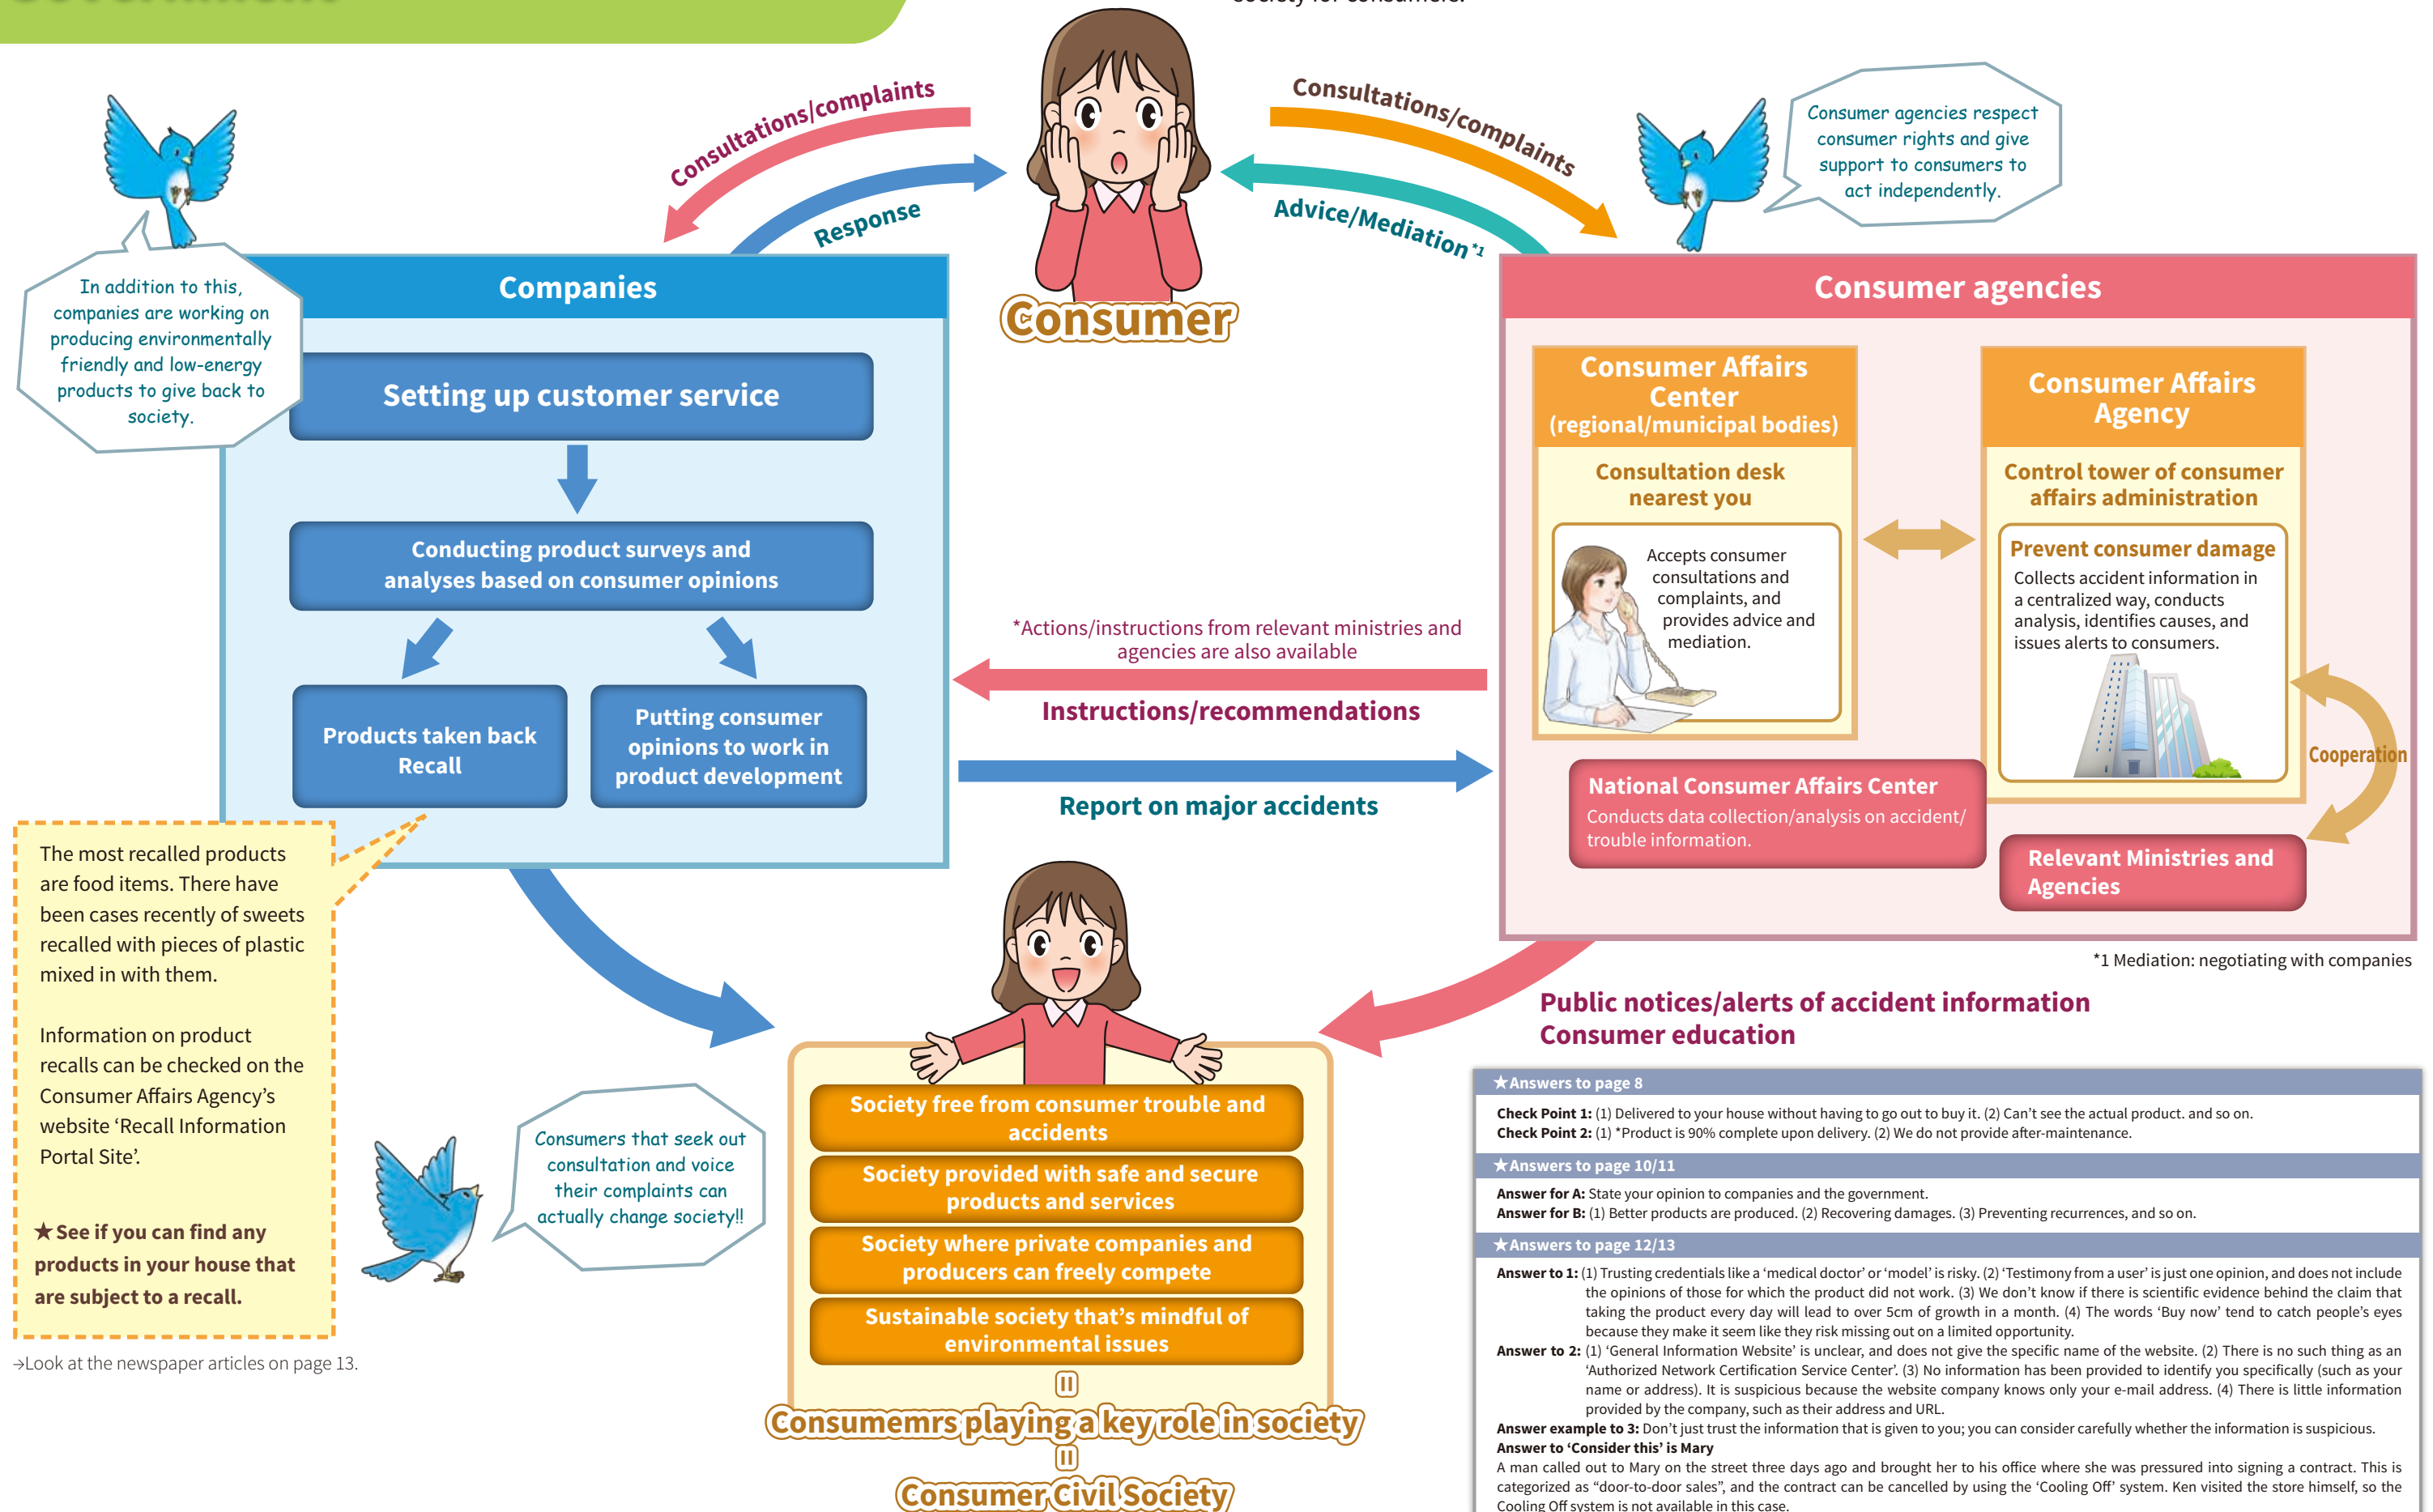 Government
society for consumers.
Consultations/complaints
Response
Consultations/complaints
Advice/Mediation*1
Consumer agencies respect
consumer rights and give
support to consumers to
act independently.
In addition to this,
companies are working on
producing environmentally
friendly and low-energy
products to give back to
society.
Consumer
Companies
Setting up customer service
Conducting product surveys and
analyses based on consumer opinions
Products taken back
Recall
Putting consumer
opinions to work in
product development
*Actions/instructions from relevant ministries and
agencies are also available
Instructions/recommendations
Report on major accidents
Consumer agencies
Consumer Affairs
Center
(regional/municipal bodies)
Consultation desk
nearest you
Accepts consumer
consultations and
complaints, and
provides advice and
mediation.
Consumer Affairs
Agency
Control tower of consumer
affairs administration
Prevent consumer damage
Collects accident information in
a centralized way, conducts
analysis, identifies causes, and
issues alerts to consumers.
Cooperation
National Consumer Affairs Center
Conducts data collection/analysis on accident/
trouble information.
Relevant Ministries and
Agencies
*1 Mediation: negotiating with companies
The most recalled products
are food items. There have
been cases recently of sweets
recalled with pieces of plastic
mixed in with them.
Information on product
recalls can be checked on the
Consumer Affairs Agency’s
website ‘Recall Information
Portal Site’.
★See if you can find any
products in your house that
are subject to a recall.
→Look at the newspaper articles on page 13.
Consumers that seek out
consultation and voice
their complaints can
actually change society!!
Public notices/alerts of accident information
Consumer education
Society free from consumer trouble and
accidents
Society provided with safe and secure
products and services
Society where private companies and
producers can freely compete
Sustainable society that’s mindful of
environmental issues
=
Consumemrs playing a key role in society
=
Consumer Civil Society
★Answers to page 8
Check Point 1: (1) Delivered to your house without having to go out to buy it. (2) Can’t see the actual product. and so on.
Check Point 2: (1) *Product is 90% complete upon delivery. (2) We do not provide after-maintenance.
★Answers to page 10/11
Answer for A: State your opinion to companies and the government.
Answer for B: (1) Better products are produced. (2) Recovering damages. (3) Preventing recurrences, and so on.
★Answers to page 12/13
Answer to 1: (1) Trusting credentials like a ‘medical doctor’ or ‘model’ is risky. (2) ‘Testimony from a user’ is just one opinion, and does not include
the opinions of those for which the product did not work. (3) We don’t know if there is scientific evidence behind the claim that
taking the product every day will lead to over 5cm of growth in a month. (4) The words ‘Buy now’ tend to catch people’s eyes
because they make it seem like they risk missing out on a limited opportunity.
Answer to 2: (1) ‘General Information Website’ is unclear, and does not give the specific name of the website. (2) There is no such thing as an
‘Authorized Network Certification Service Center’. (3) No information has been provided to identify you specifically (such as your
name or address). It is suspicious because the website company knows only your e-mail address. (4) There is little information
provided by the company, such as their address and URL.
Answer example to 3: Don’t just trust the information that is given to you; you can consider carefully whether the information is suspicious.
Answer to ‘Consider this’ is Mary
A man called out to Mary on the street three days ago and brought her to his office where she was pressured into signing a contract. This is
categorized as “door-to-door sales”, and the contract can be cancelled by using the ‘Cooling Off’ system. Ken visited the store himself, so the
Cooling Off system is not available in this case.